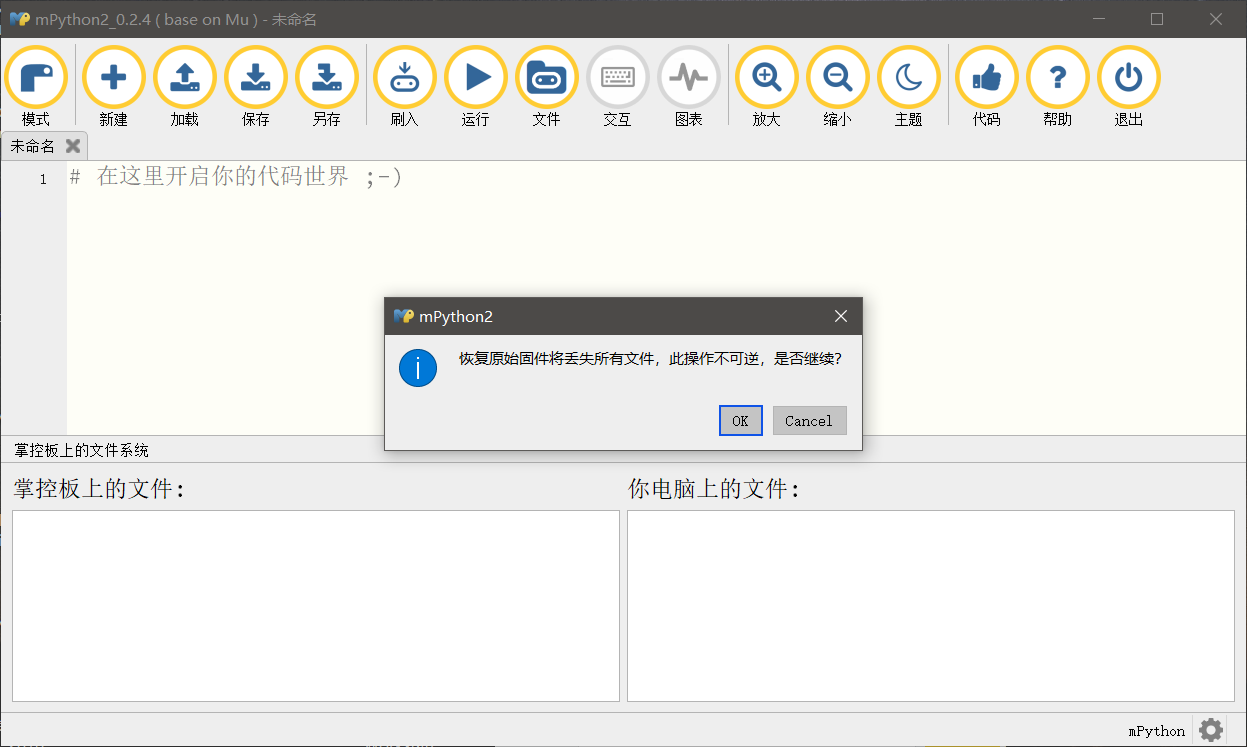 mPython2_0.2.4 ( base on Mu ) - 未命名
模式 新建 加载 保存 另存 刷入 运行 文件 交互 图表 放大 缩小 主题 代码 帮助 退出
未命名
1 # 在这里开启你的代码世界 ;-)
mPython2
恢复原始固件将丢失所有文件，此操作不可逆，是否继续?
OK Cancel
掌控板上的文件系统
掌控板上的文件: 你电脑上的文件:
mPython